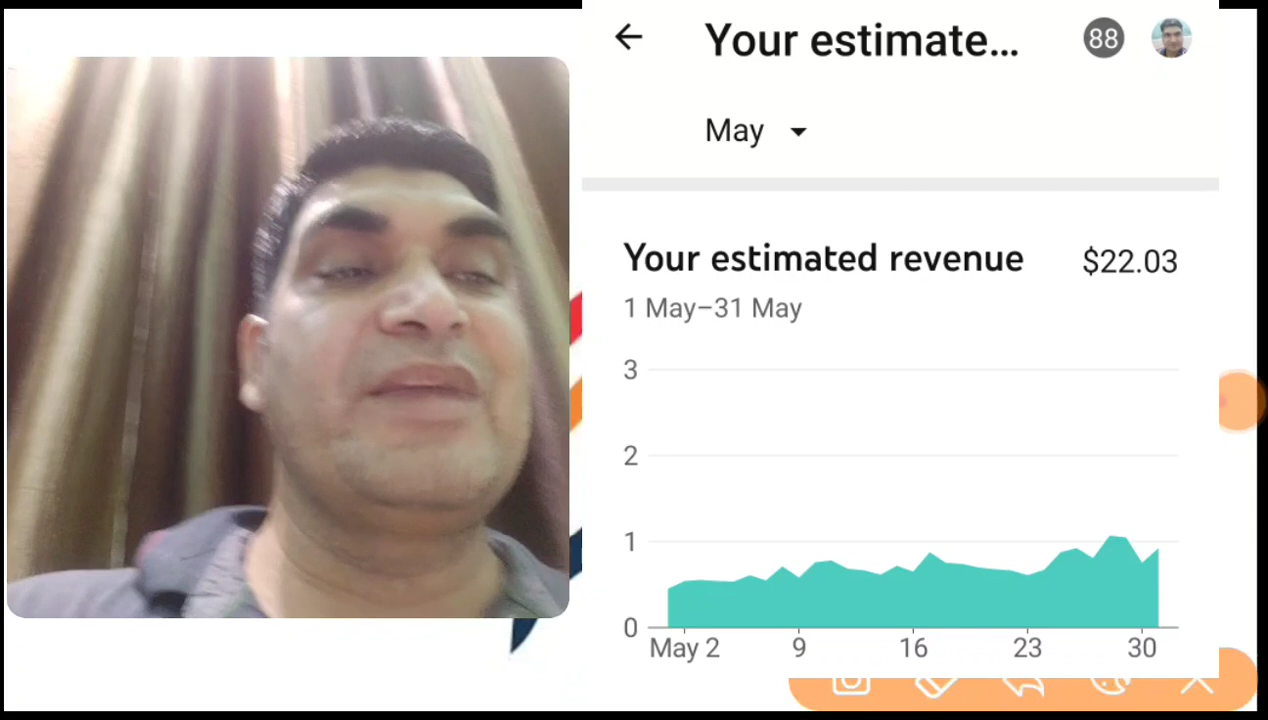 Your estimate...
88
May
Your estimated revenue
$22.03
1 May–31 May
3
2
1
0
May 2 9 16 23 30